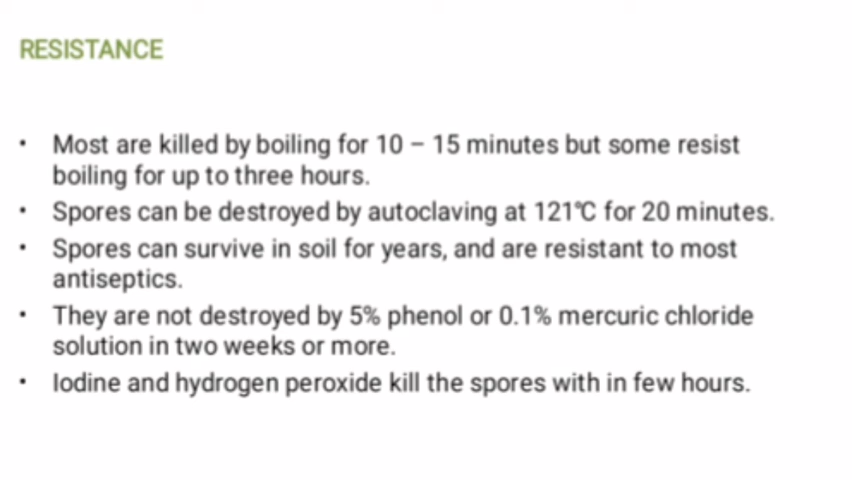 RESISTANCE
• Most are killed by boiling for 10 – 15 minutes but some resist
boiling for up to three hours.
• Spores can be destroyed by autoclaving at 121℃ for 20 minutes.
• Spores can survive in soil for years, and are resistant to most
antiseptics.
• They are not destroyed by 5% phenol or 0.1% mercuric chloride
solution in two weeks or more.
• Iodine and hydrogen peroxide kill the spores with in few hours.